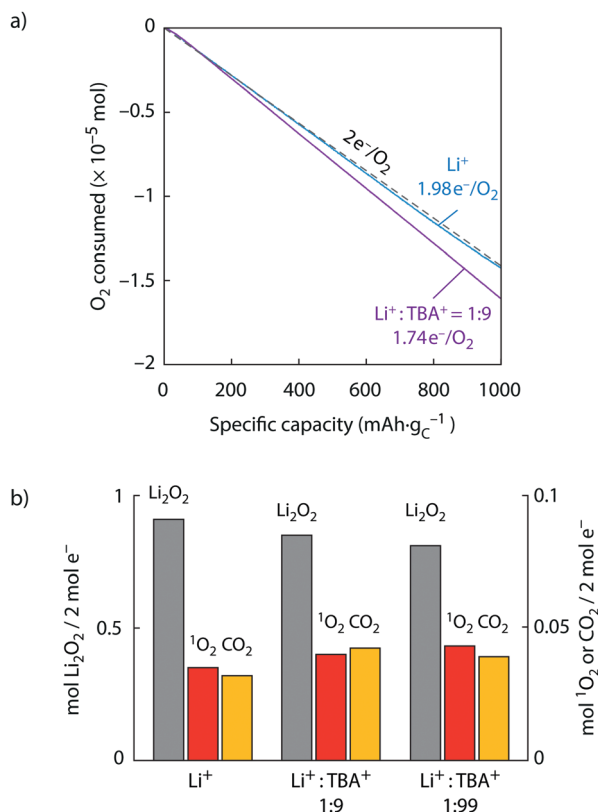 a)
O₂ consumed (× 10⁻⁵ mol)
−0
−0.5
−1
−1.5
−2
2e⁻/O₂
Li⁺
1.98e⁻/O₂
Li⁺:TBA⁺ = 1:9
1.74e⁻/O₂
0 200 400 600 800 1000
Specific capacity (mAh·g_C⁻¹)
b)
mol Li₂O₂ / 2 mol e⁻
1
0.5
0
Li₂O₂
¹O₂ CO₂
Li₂O₂
¹O₂ CO₂
Li₂O₂
¹O₂ CO₂
0.1
0.05
0
mol ¹O₂ or CO₂ / 2 mol e⁻
Li⁺
Li⁺:TBA⁺
1:9
Li⁺:TBA⁺
1:99